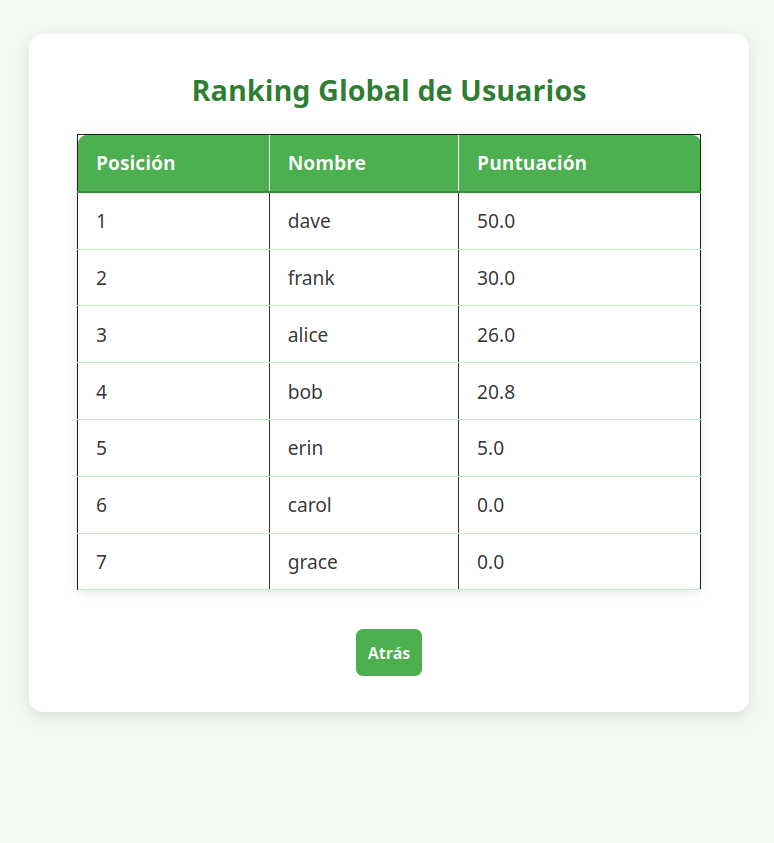 Ranking Global de Usuarios
Posición Nombre Puntuación
1 dave 50.0
2 frank 30.0
3 alice 26.0
4 bob 20.8
5 erin 5.0
6 carol 0.0
7 grace 0.0
Atrás